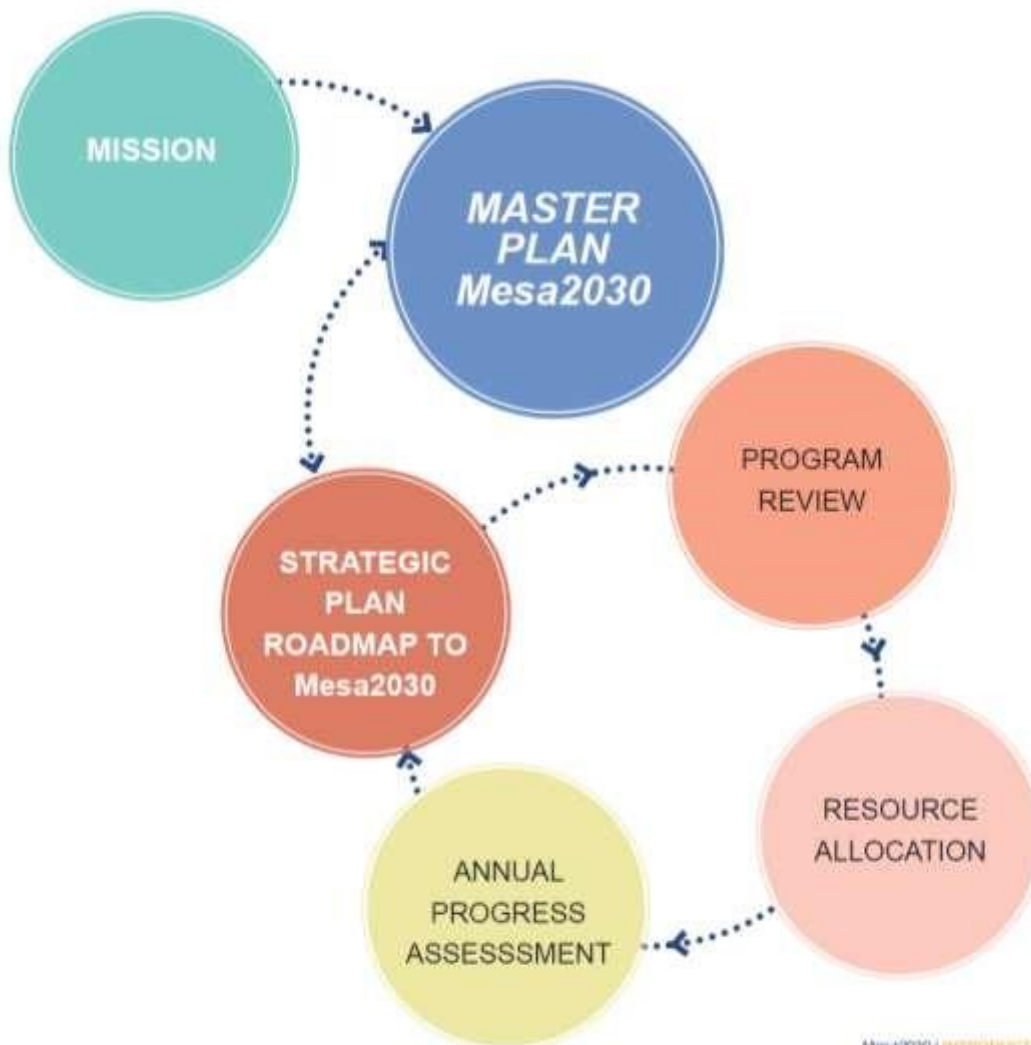 MISSION
MASTER
PLAN
Mesa2030
PROGRAM
REVIEW
STRATEGIC
PLAN
ROADMAP TO
Mesa2030
RESOURCE
ALLOCATION
ANNUAL
PROGRESS
ASSESSSMENT